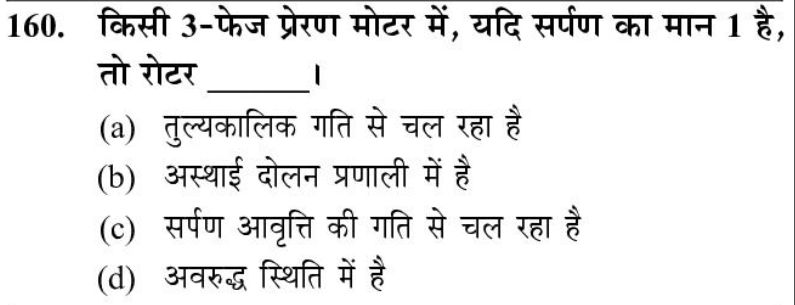 160. किसी 3-फेज प्रेरण मोटर में, यदि सर्पण का मान 1 है,
तो रोटर ________।
(a) तुल्यकालिक गति से चल रहा है
(b) अस्थाई दोलन प्रणाली में है
(c) सर्पण आवृत्ति की गति से चल रहा है
(d) अवरुद्ध स्थिति में है